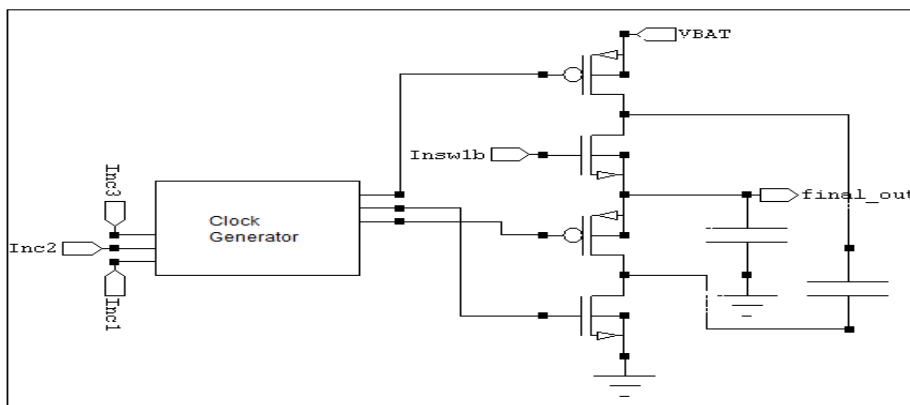 VBAT
Insw1b
final_out
Inc3
Clock
Generator
Inc2
Inc1